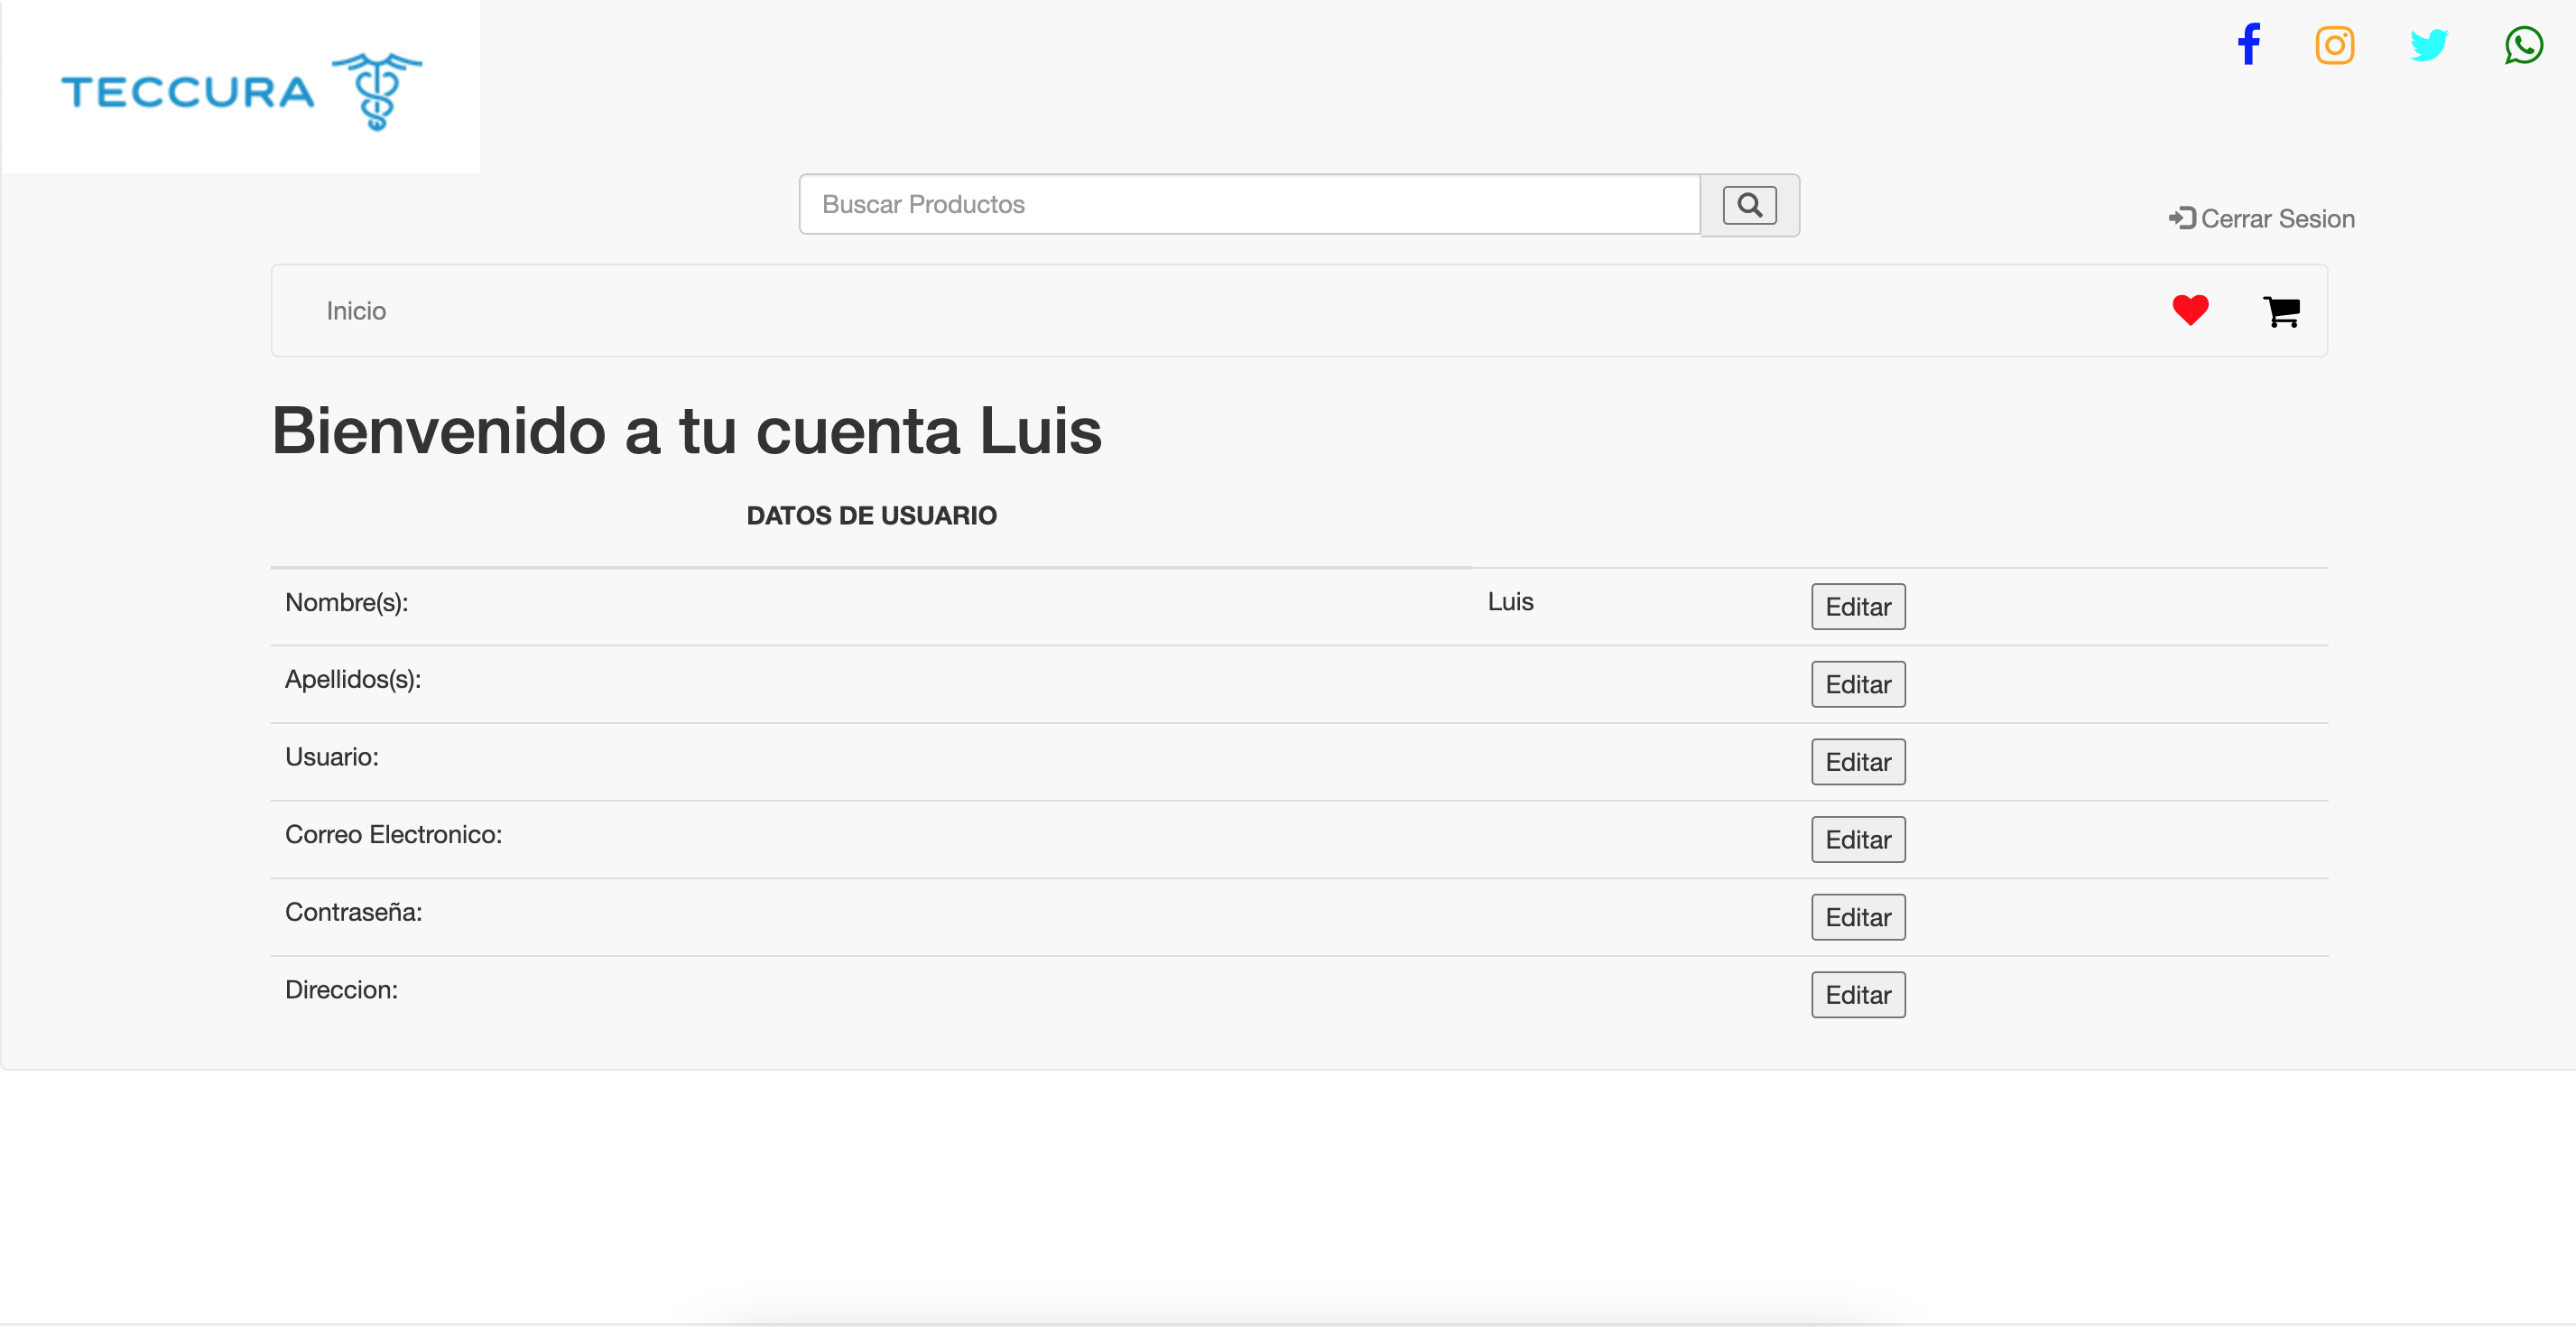 TECCURA
Buscar Productos
Cerrar Sesion
Inicio
Bienvenido a tu cuenta Luis
DATOS DE USUARIO
Nombre(s): Luis Editar
Apellidos(s): Editar
Usuario: Editar
Correo Electronico: Editar
Contraseña: Editar
Direccion: Editar